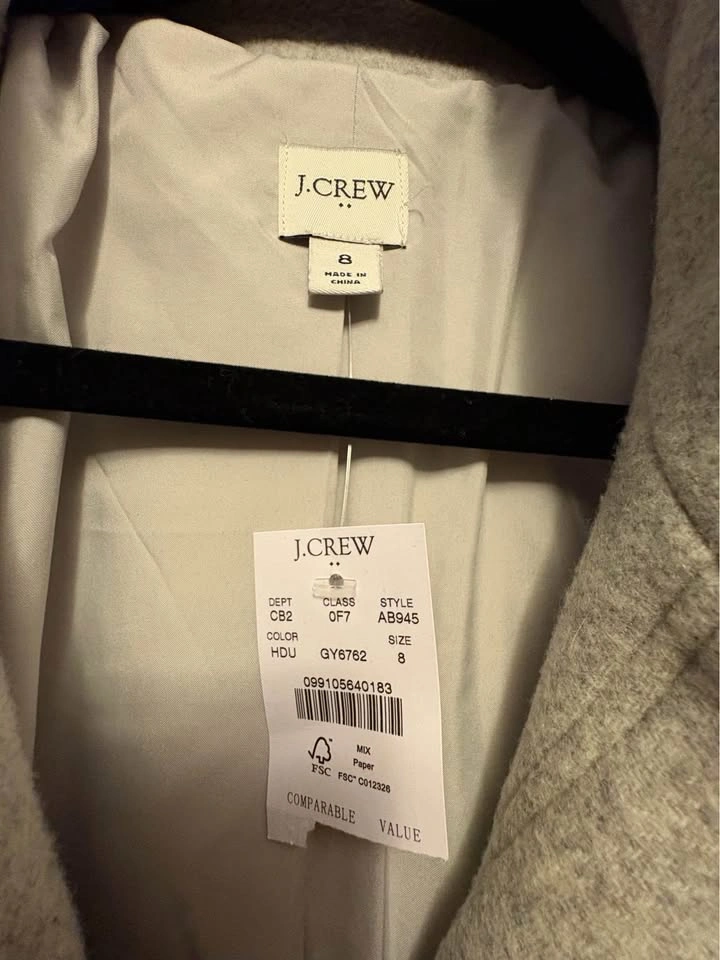 J.CREW
8
MADE IN
CHINA
J.CREW
DEPT CLASS STYLE
CB2 0F7 AB945
COLOR SIZE
HDU GY6762 8
099105640183
MIX
Paper
FSC™ C012326
FSC
COMPARABLE VALUE